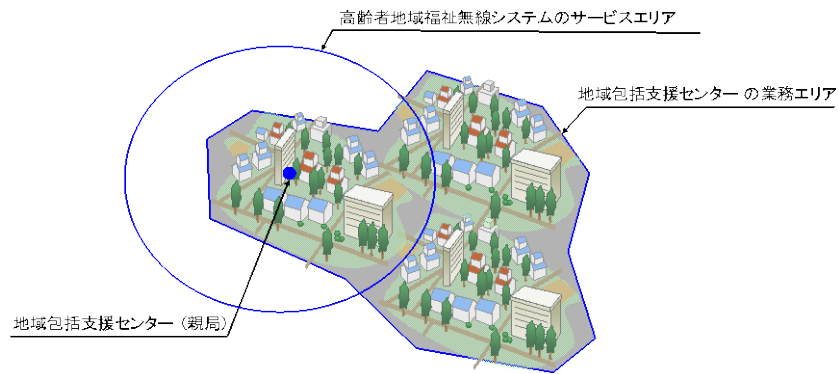 高齢者地域福祉無線システムのサービスエリア
地域包括支援センター の業務エリア
地域包括支援センター (親局)